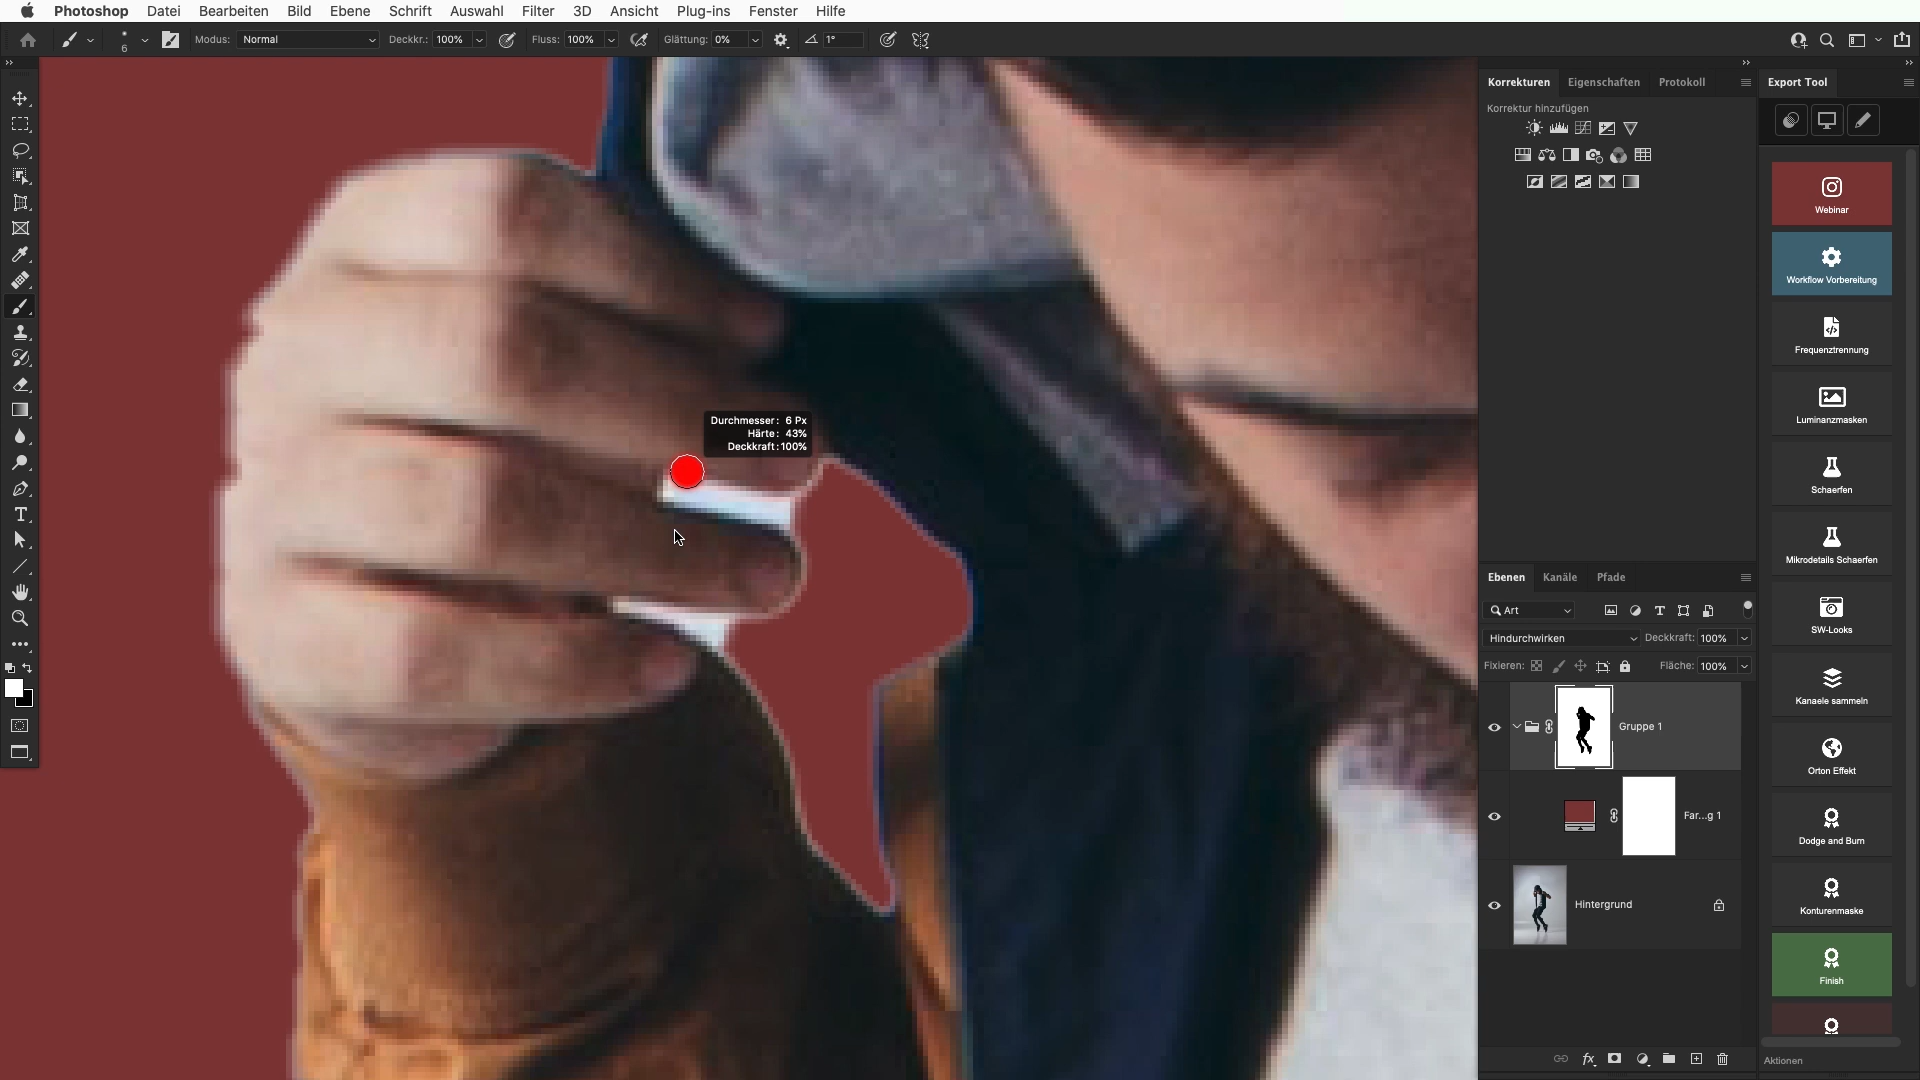 Photoshop Datei Bearbeiten Bild Ebene Schrift Auswahl Filter 3D Ansicht Plug-ins Fenster Hilfe
6 Modus: Normal Deckkr.: 100% Fluss: 100% Glättung: 0% 1°
Korrekturen Eigenschaften Protokoll
Korrektur hinzufügen
Export Tool
Webinar
Workflow Vorbereitung
Frequenztrennung
Luminanzmasken
Schaerfen
Mikrodetails Schaerfen
SW-Looks
Kanaele sammeln
Orton Effekt
Dodge and Burn
Konturenmaske
Finish
Aktionen
Durchmesser: 6 Px
Härte: 43%
Deckkraft: 100%
Ebenen Kanäle Pfade
Art
Hindurchwirken Deckkraft: 100%
Fixieren: Fläche: 100%
Gruppe 1
Far...g 1
Hintergrund
fx